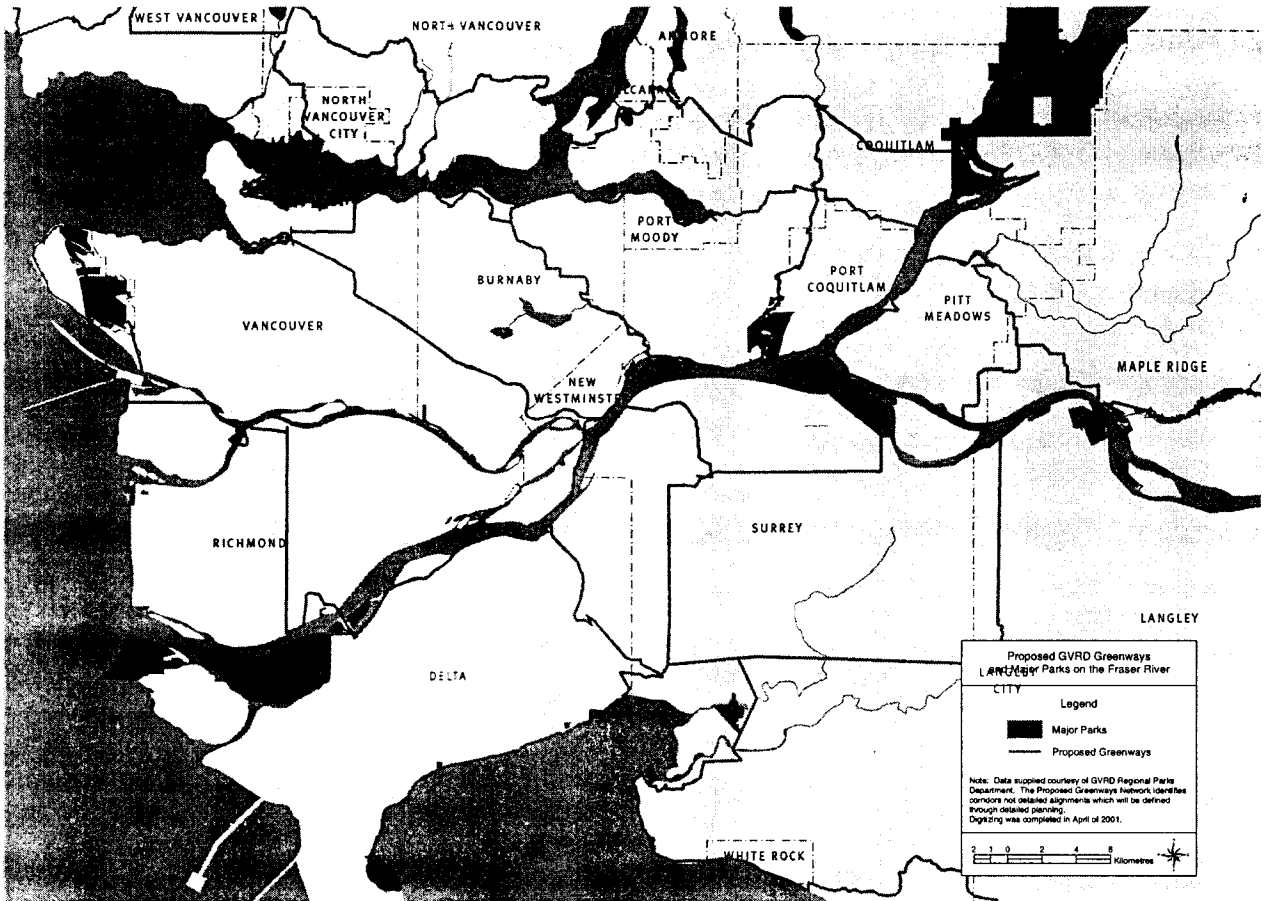 WEST VANCOUVER
NORTH VANCOUVER
NORTH
VANCOUVER
CITY
COQUITLAM
PORT
MOODY
BURNABY
PORT
COQUITLAM
PITT
MEADOWS
VANCOUVER
MAPLE RIDGE
NEW
WESTMINSTER
SURREY
RICHMOND
LANGLEY
DELTA
Proposed GVRD Greenways
and Major Parks on the Fraser River
LANGLEY
CITY
Legend
Major Parks
Proposed Greenways
Note: Data supplied courtesy of GVRD Regional Parks
Department. The Proposed Greenways Network identifies
corridors not detailed alignments which will be defined
through detailed planning.
Digitizing was completed in April of 2001.
2 1 0 2 4 6 Kilometres
WHITE ROCK